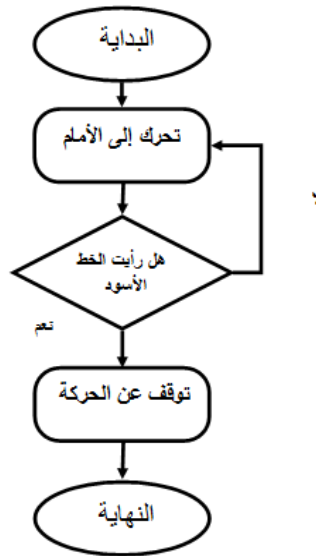 البداية
تحرك إلى الأمام
هل رأيت الخط
الأسود
نعم
توقف عن الحركة
النهاية